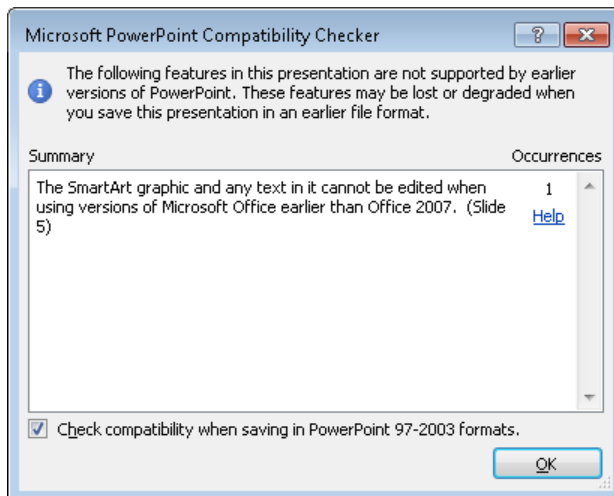 Microsoft PowerPoint Compatibility Checker
The following features in this presentation are not supported by earlier
versions of PowerPoint. These features may be lost or degraded when
you save this presentation in an earlier file format.
Summary
Occurrences
The SmartArt graphic and any text in it cannot be edited when
using versions of Microsoft Office earlier than Office 2007.  (Slide
5)
1
Help
Check compatibility when saving in PowerPoint 97-2003 formats.
OK